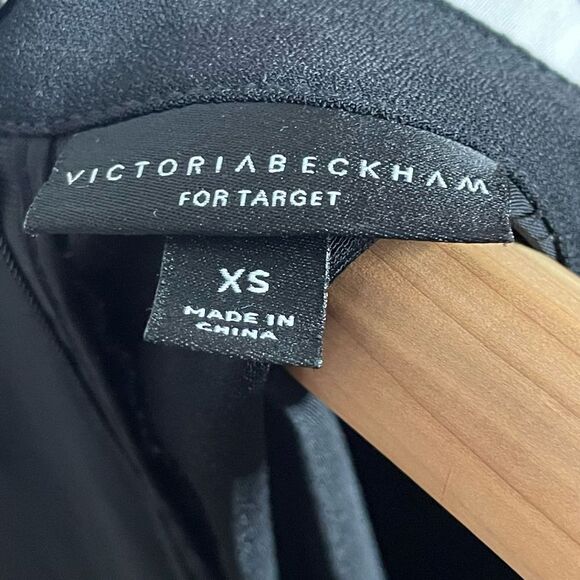 VICTORIABECKHAM
FOR TARGET
XS
MADE IN
CHINA